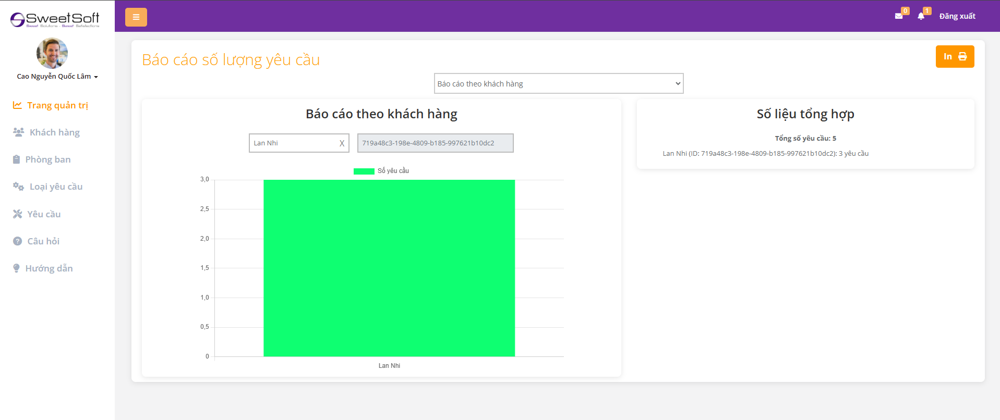 SweetSoft
Sweet Solutions - Sweet Satisfactions
Cao Nguyễn Quốc Lâm
Trang quản trị
Khách hàng
Phòng ban
Loại yêu cầu
Yêu cầu
Câu hỏi
Hướng dẫn
0
1
Đăng xuất
Báo cáo số lượng yêu cầu
In
Báo cáo theo khách hàng
Báo cáo theo khách hàng
Lan Nhi X
719a48c3-198e-4809-b185-997621b10dc2
Số yêu cầu
3,0
2,5
2,0
1,5
1,0
0,5
0
Lan Nhi
Số liệu tổng hợp
Tổng số yêu cầu: 5
Lan Nhi (ID: 719a48c3-198e-4809-b185-997621b10dc2): 3 yêu cầu